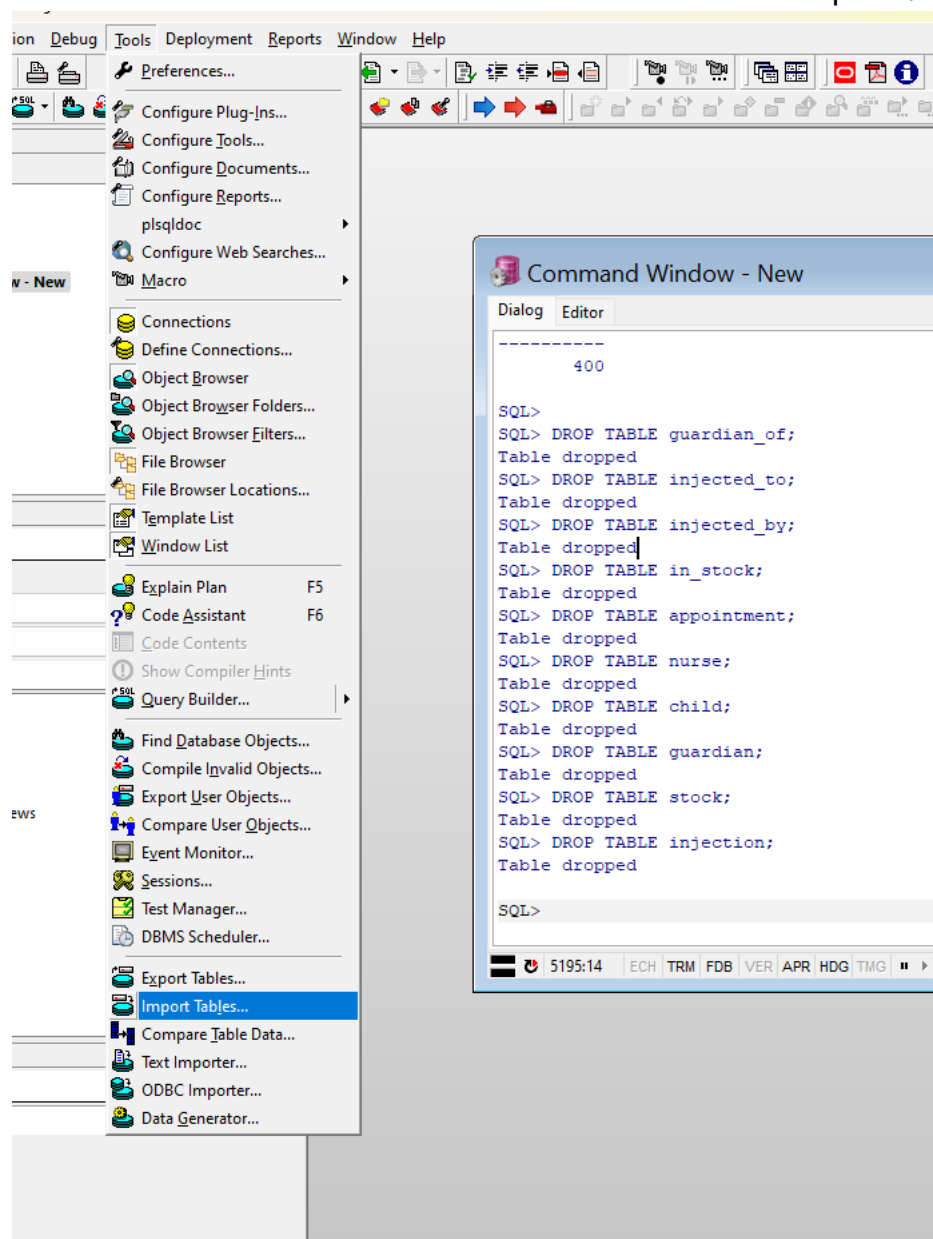 ion Debug Tools Deployment Reports Window Help
Preferences...
Configure Plug-Ins...
Configure Tools...
Configure Documents...
Configure Reports...
plsqldoc
Configure Web Searches...
Macro
w - New
Connections
Define Connections...
Object Browser
Object Browser Folders...
Object Browser Filters...
File Browser
File Browser Locations...
Template List
Window List
Explain Plan F5
Code Assistant F6
Code Contents
Show Compiler Hints
Query Builder...
Find Database Objects...
Compile Invalid Objects...
Export User Objects...
ews
Compare User Objects...
Event Monitor...
Sessions...
Test Manager...
DBMS Scheduler...
Export Tables...
Import Tables...
Compare Table Data...
Text Importer...
ODBC Importer...
Data Generator...
Command Window - New
Dialog Editor
----------
400
SQL>
SQL> DROP TABLE guardian_of;
Table dropped
SQL> DROP TABLE injected_to;
Table dropped
SQL> DROP TABLE injected_by;
Table dropped
SQL> DROP TABLE in_stock;
Table dropped
SQL> DROP TABLE appointment;
Table dropped
SQL> DROP TABLE nurse;
Table dropped
SQL> DROP TABLE child;
Table dropped
SQL> DROP TABLE guardian;
Table dropped
SQL> DROP TABLE stock;
Table dropped
SQL> DROP TABLE injection;
Table dropped
SQL>
5195:14 ECH TRM FDB VER APR HDG TMG